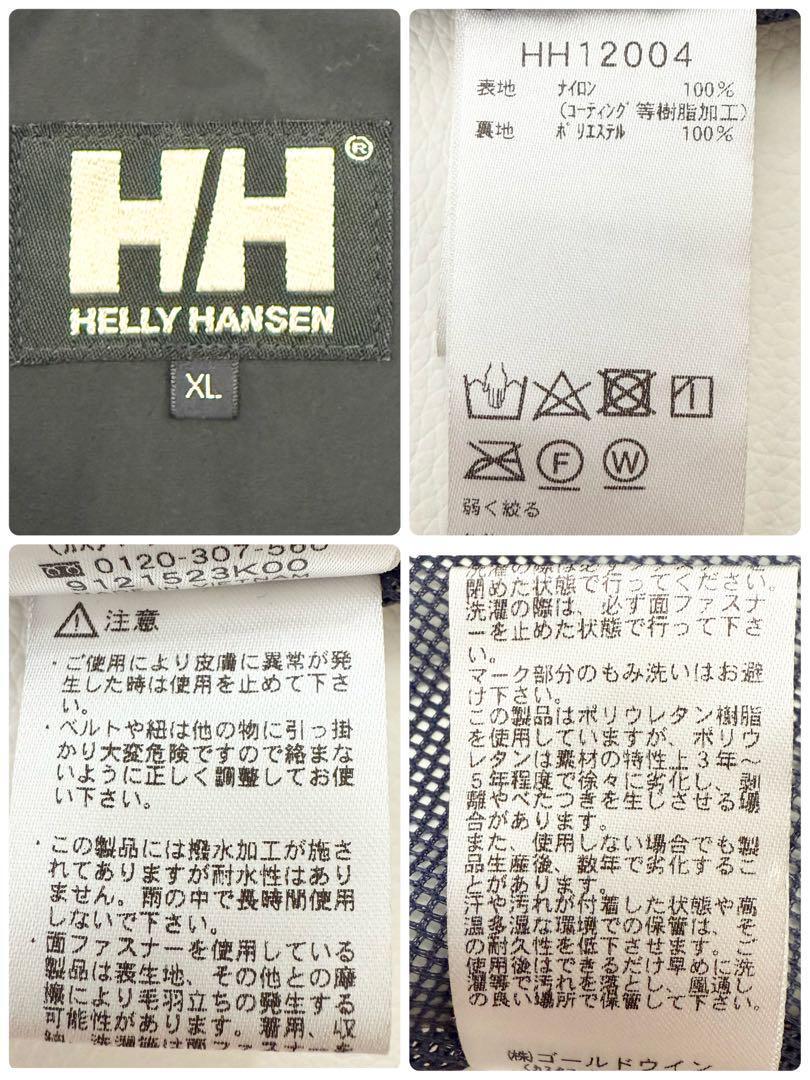 HH
®
HELLY HANSEN
XL
HH12004
表地 ナイロン 100%
(コーティング等樹脂加工)
裏地 ポリエステル 100%
F W
弱く絞る
0120-307-560
9121523K00
MADE IN VIETNAM
注意
・ご使用により皮膚に異常が発
生した時は使用を止めて下さ
い。
・ベルトや紐は他の物に引っ掛
かり大変危険ですので絡まな
いように正しく調整してお使
い下さい。
・この製品には撥水加工が施さ
れてありますが耐水性はあり
ません。雨の中で長時間使用
しないで下さい。
・面ファスナーを使用している
製品は表生地、その他との摩
擦により毛羽立ちの発生する
可能性があります。着用、収
閉めた状態で行ってください。
洗濯の際は、必ず面ファスナ
ーを止めた状態で行って下さ
い。
マーク部分のもみ洗いはお避
け下さい。
この製品はポリウレタン樹脂
を使用していますが、ポリウ
レタンは素材の特性上3年～
5年程度で徐々に劣化し、剥
離やべたつきを生じさせる場
合があります。
また、使用しない場合でも製
品生産後、数年で劣化するこ
とがあります。
汗や汚れが付着した状態や高
温多湿な環境での保管は、そ
の耐久性を低下させます。ご
使用後はできるだけ早めに洗
濯等で汚れを落とし、風通し
の良い場所で保管して下さい。
(株)ゴールドウイン